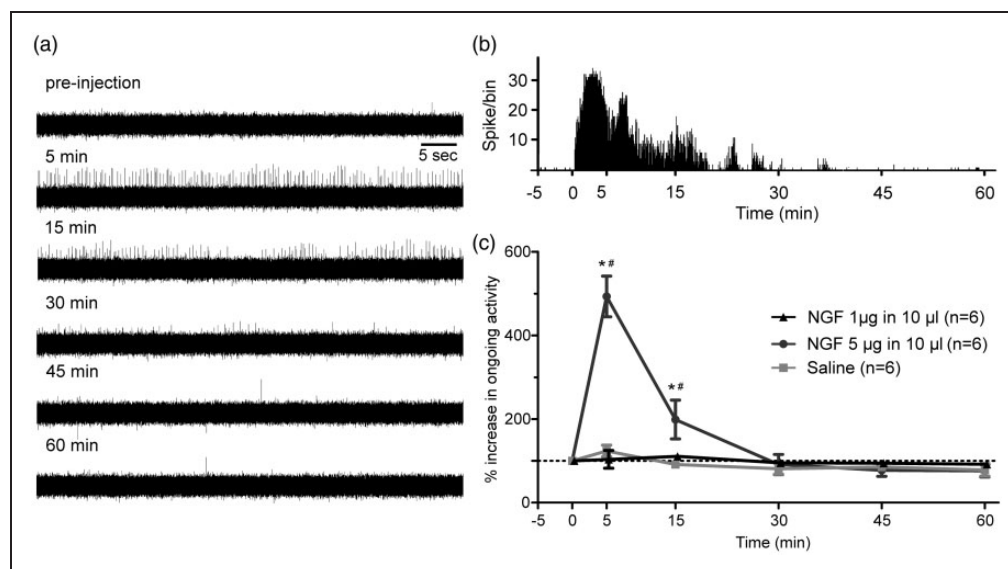 (a)
pre-injection
5 sec
5 min
15 min
30 min
45 min
60 min
(b)
Spike/bin
30
20
10
-5 0 5 15 30 45 60
Time (min)
(c)
% increase in ongoing activity
600
400
200
100
0
*#
*#
NGF 1µg in 10 µl (n=6)
NGF 5 µg in 10 µl (n=6)
Saline (n=6)
-5 0 5 15 30 45 60
Time (min)